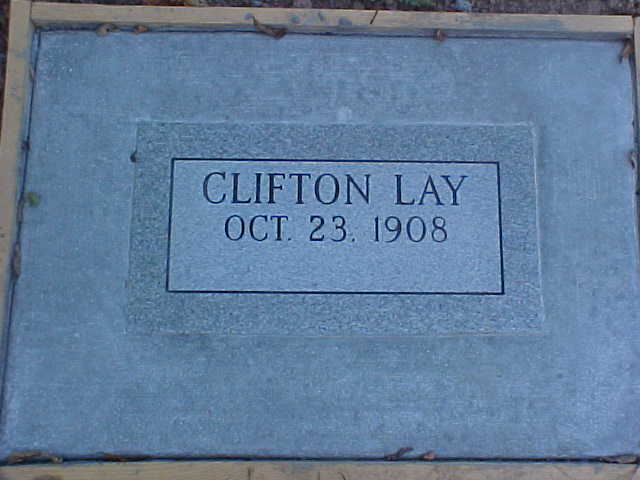 CLIFTON LAY
OCT. 23, 1908